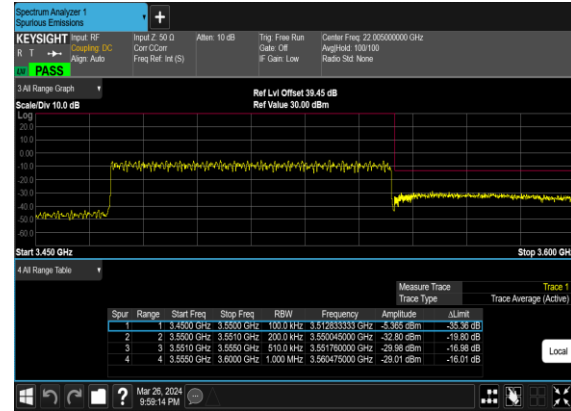 Spectrum Analyzer 1
Spurious Emissions
KEYSIGHT Input: RF Input Z: 50 Ω Atten: 10 dB Trig: Free Run Center Freq: 22.005000000 GHz
R T Coupling: DC Corr CCorr Gate: Off Avg|Hold: 100/100
Align: Auto Freq Ref: Int (S) IF Gain: Low Radio Std: None
PASS
3 All Range Graph
Ref Lvl Offset 39.45 dB
Scale/Div 10.0 dB Ref Value 30.00 dBm
Log
20.0
10.0
0.00
-10.0
-20.0
-30.0
-40.0
-50.0
-60.0
Start 3.450 GHz Stop 3.600 GH
4 All Range Table
Measure Trace Trace 1
Trace Type Trace Average (Active)
Spur Range Start Freq Stop Freq RBW Frequency Amplitude ΔLimit
1 1 3.4500 GHz 3.5500 GHz 100.0 kHz 3.512833333 GHz -5.365 dBm -35.36 dB
2 2 3.5500 GHz 3.5510 GHz 200.0 kHz 3.550045000 GHz -32.80 dBm -19.80 dB
3 3 3.5510 GHz 3.5550 GHz 510.0 kHz 3.551760000 GHz -29.98 dBm -16.98 dB
4 4 3.5550 GHz 3.6000 GHz 1.000 MHz 3.560475000 GHz -29.01 dBm -16.01 dB
Local
Mar 26, 2024
9:59:14 PM